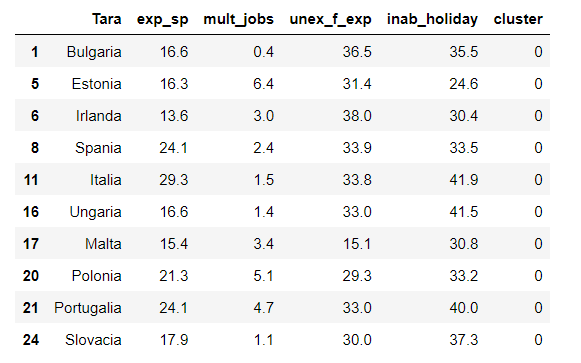 Tara exp_sp mult_jobs unex_f_exp inab_holiday cluster
1 Bulgaria 16.6 0.4 36.5 35.5 0
5 Estonia 16.3 6.4 31.4 24.6 0
6 Irlanda 13.6 3.0 38.0 30.4 0
8 Spania 24.1 2.4 33.9 33.5 0
11 Italia 29.3 1.5 33.8 41.9 0
16 Ungaria 16.6 1.4 33.0 41.5 0
17 Malta 15.4 3.4 15.1 30.8 0
20 Polonia 21.3 5.1 29.3 33.2 0
21 Portugalia 24.1 4.7 33.0 40.0 0
24 Slovacia 17.9 1.1 30.0 37.3 0